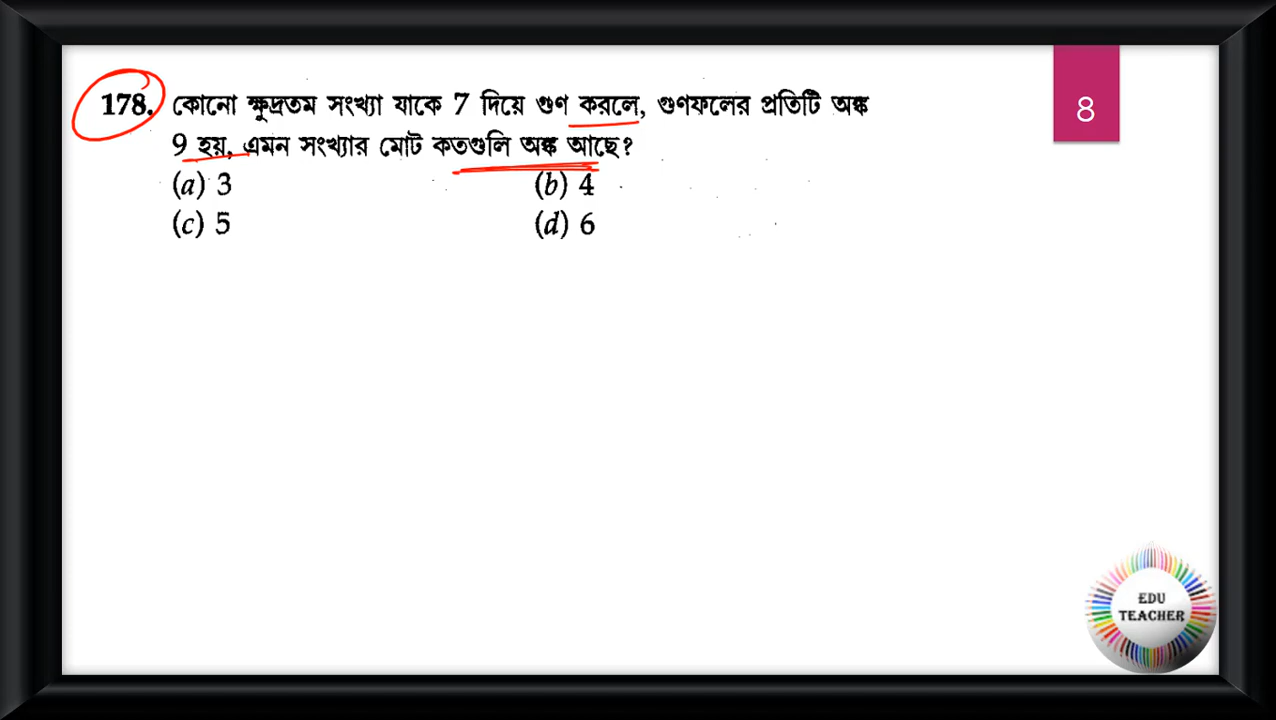 8
178. কোনো ক্ষুদ্রতম সংখ্যা যাকে 7 দিয়ে গুণ করলে, গুণফলের প্রতিটি অঙ্ক
9 হয়, এমন সংখ্যার মোট কতগুলি অঙ্ক আছে?
(a) 3 (b) 4
(c) 5 (d) 6
EDU
TEACHER